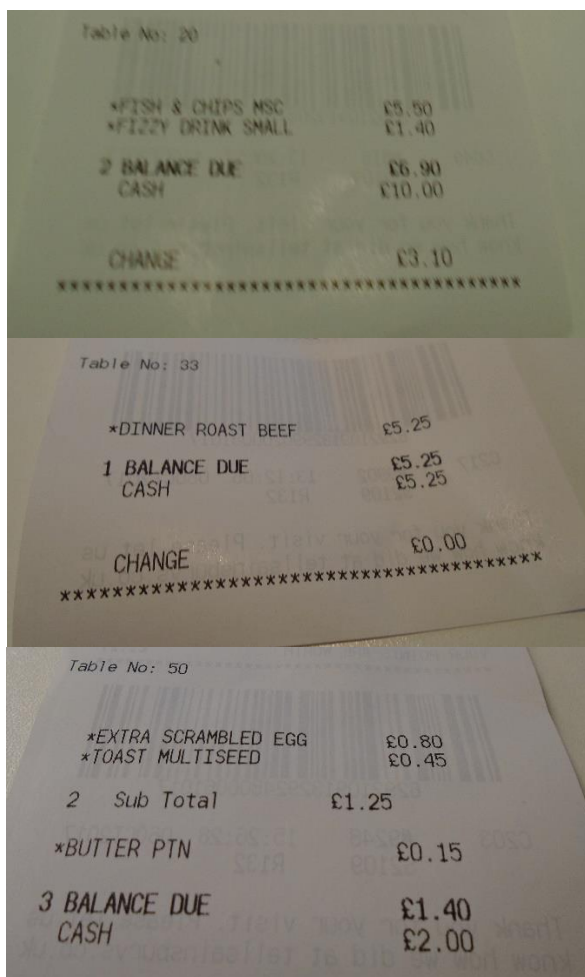 Table No: 20
*FISH & CHIPS MSC £5.50
*FIZZY DRINK SMALL £1.40
2 BALANCE DUE £6.90
CASH £10.00
CHANGE £3.10
******************************************
Table No: 33
*DINNER ROAST BEEF £5.25
1 BALANCE DUE £5.25
CASH £5.25
CHANGE £0.00
******************************************
Table No: 50
*EXTRA SCRAMBLED EGG £0.80
*TOAST MULTISEED £0.45
2 Sub Total £1.25
*BUTTER PTN £0.15
3 BALANCE DUE £1.40
CASH £2.00